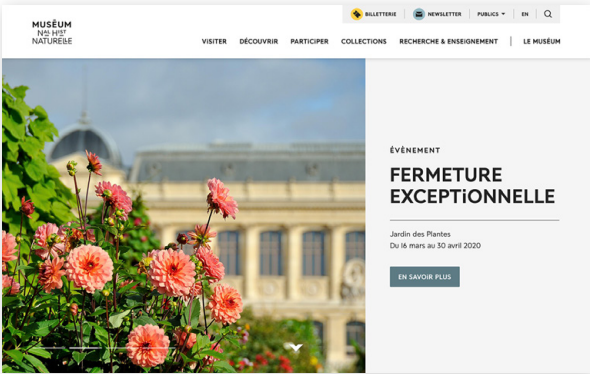 BILLETTERIE
NEWSLETTER
PUBLICS
EN
MUSÉUM
NAL HIST
NATURELLE
VISITER DÉCOUVRIR PARTICIPER COLLECTIONS RECHERCHE & ENSEIGNEMENT LE MUSÉUM
ÉVÈNEMENT
FERMETURE
EXCEPTiONNELLE
Jardin des Plantes
Du 16 mars au 30 avril 2020
EN SAVOIR PLUS